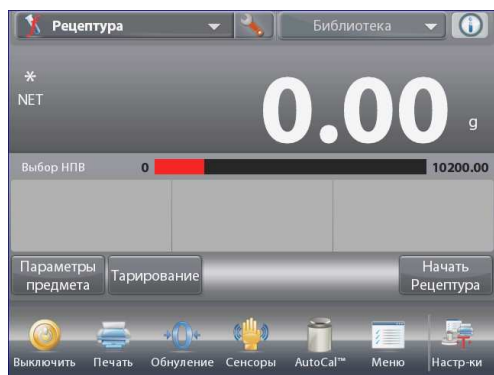 Рецептура
Библиотека
*
NET
0.00 g
Выбор НПВ 0 10200.00
Параметры предмета
Тарирование
Начать Рецептура
Выключить Печать Обнуление Сенсоры AutoCal™ Меню Настр-ки